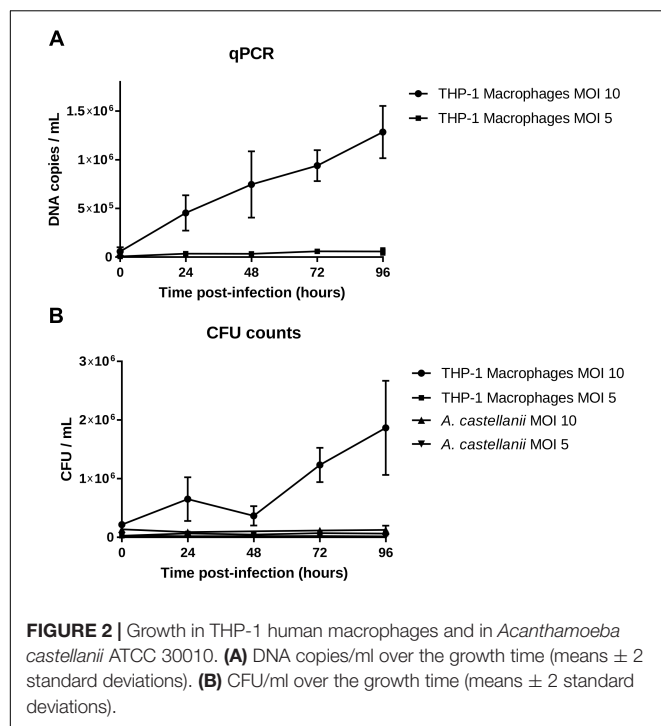 A
qPCR
DNA copies / mL
1.5×10⁶
1×10⁶
5×10⁵
0
0 24 48 72 96
Time post-infection (hours)
THP-1 Macrophages MOI 10
THP-1 Macrophages MOI 5
B
CFU counts
CFU / mL
3×10⁶
2×10⁶
1×10⁶
0
0 24 48 72 96
Time post-infection (hours)
THP-1 Macrophages MOI 10
THP-1 Macrophages MOI 5
A. castellanii MOI 10
A. castellanii MOI 5
FIGURE 2 | Growth in THP-1 human macrophages and in Acanthamoeba
castellanii ATCC 30010. (A) DNA copies/ml over the growth time (means ± 2
standard deviations). (B) CFU/ml over the growth time (means ± 2 standard
deviations).